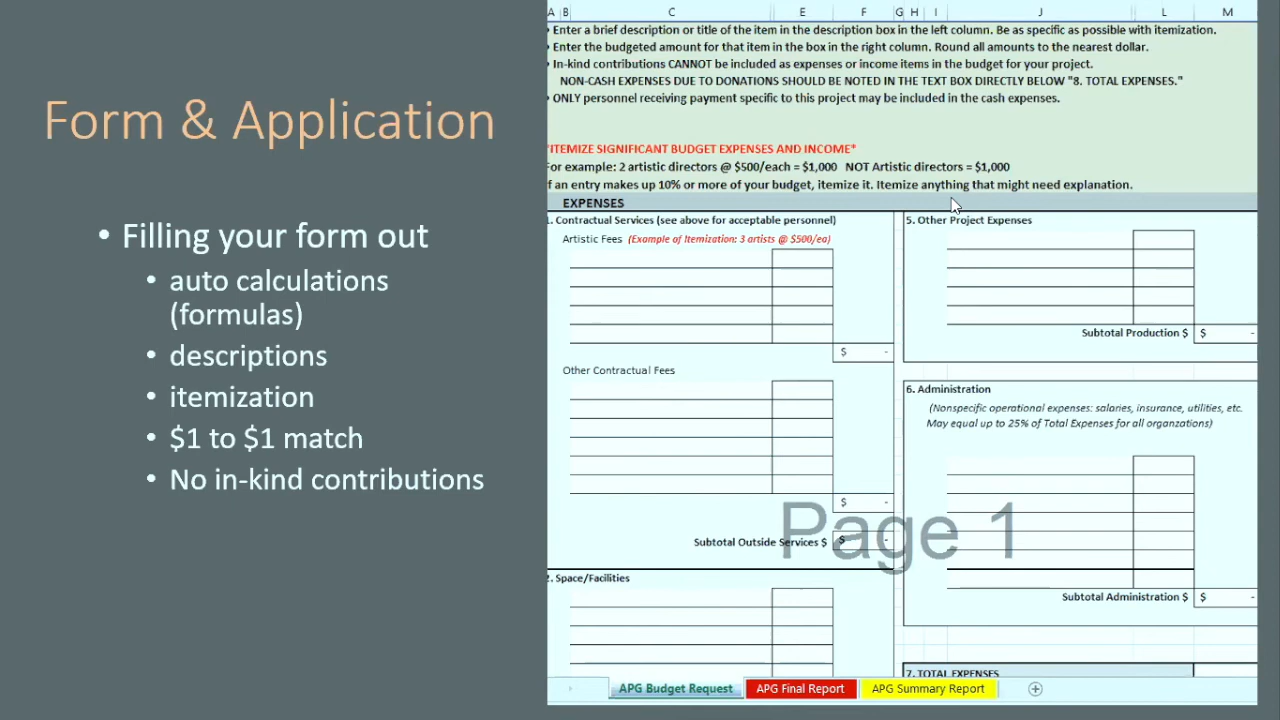 Form & Application
• Filling your form out
• auto calculations
(formulas)
• descriptions
• itemization
• $1 to $1 match
• No in-kind contributions
A B C E F G H I J L M
• Enter a brief description or title of the item in the description box in the left column. Be as specific as possible with itemization.
• Enter the budgeted amount for that item in the box in the right column. Round all amounts to the nearest dollar.
• In-kind contributions CANNOT be included as expenses or income items in the budget for your project.
NON-CASH EXPENSES DUE TO DONATIONS SHOULD BE NOTED IN THE TEXT BOX DIRECTLY BELOW "8. TOTAL EXPENSES."
• ONLY personnel receiving payment specific to this project may be included in the cash expenses.
*ITEMIZE SIGNIFICANT BUDGET EXPENSES AND INCOME*
For example: 2 artistic directors @ $500/each = $1,000 NOT Artistic directors = $1,000
If an entry makes up 10% or more of your budget, itemize it. Itemize anything that might need explanation.
EXPENSES
1. Contractual Services (see above for acceptable personnel)
Artistic Fees (Example of Itemization: 3 artists @ $500/ea)
$ -
Other Contractual Fees
$ -
Subtotal Outside Services $ $ -
2. Space/Facilities
5. Other Project Expenses
Subtotal Production $ $ -
6. Administration
(Nonspecific operational expenses: salaries, insurance, utilities, etc.
May equal up to 25% of Total Expenses for all organzations)
Subtotal Administration $ $ -
7. TOTAL EXPENSES
Page 1
APG Budget Request APG Final Report APG Summary Report